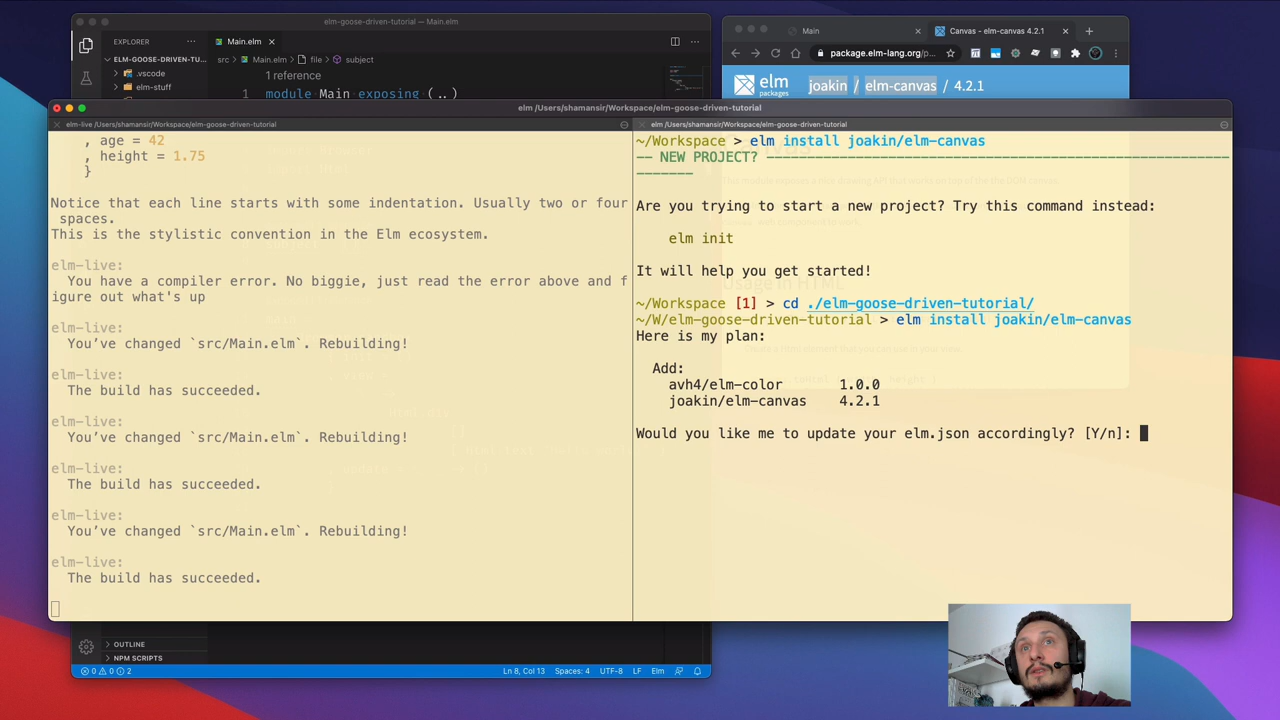 elm-goose-driven-tutorial — Main.elm
EXPLORER
···
Main.elm
ELM-GOOSE-DRIVEN-TU...
src > Main.elm > file > subject
.vscode
elm-stuff
1 reference
1 module Main exposing (..)
Main
Canvas - elm-canvas 4.2.1
package.elm-lang.org/p...
elm
packages
joakin / elm-canvas / 4.2.1
elm /Users/shamansir/Workspace/elm-goose-driven-tutorial
elm-live /Users/shamansir/Workspace/elm-goose-driven-tutorial
elm /Users/shamansir/Workspace/elm-goose-driven-tutorial
, age = 42
, height = 1.75
}
Notice that each line starts with some indentation. Usually two or four
spaces.
This is the stylistic convention in the Elm ecosystem.
elm-live:
You have a compiler error. No biggie, just read the error above and f
igure out what's up
elm-live:
You’ve changed `src/Main.elm`. Rebuilding!
elm-live:
The build has succeeded.
elm-live:
You’ve changed `src/Main.elm`. Rebuilding!
elm-live:
The build has succeeded.
elm-live:
You’ve changed `src/Main.elm`. Rebuilding!
elm-live:
The build has succeeded.
~/Workspace > elm install joakin/elm-canvas
-- NEW PROJECT? ---------------------------------------------------------
-------
Are you trying to start a new project? Try this command instead:
elm init
It will help you get started!
~/Workspace [1] > cd ./elm-goose-driven-tutorial/
~/W/elm-goose-driven-tutorial > elm install joakin/elm-canvas
Here is my plan:
Add:
avh4/elm-color 1.0.0
joakin/elm-canvas 4.2.1
Would you like me to update your elm.json accordingly? [Y/n]:
Usage in HTML
OUTLINE
NPM SCRIPTS
0 0 2
Ln 8, Col 13 Spaces: 4 UTF-8 LF Elm